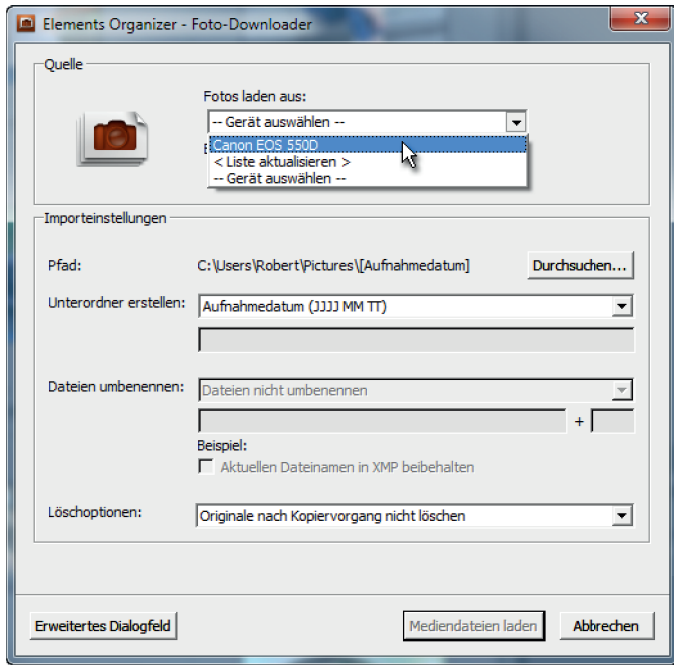 Elements Organizer - Foto-Downloader
Quelle
Fotos laden aus:
-- Gerät auswählen --
Canon EOS 550D
< Liste aktualisieren >
-- Gerät auswählen --
Importeinstellungen
Pfad: C:\Users\Robert\Pictures\[Aufnahmedatum] Durchsuchen...
Unterordner erstellen: Aufnahmedatum (JJJJ MM TT)
Dateien umbenennen: Dateien nicht umbenennen
+
Beispiel:
Aktuellen Dateinamen in XMP beibehalten
Löschoptionen: Originale nach Kopiervorgang nicht löschen
Erweitertes Dialogfeld Mediendateien laden Abbrechen